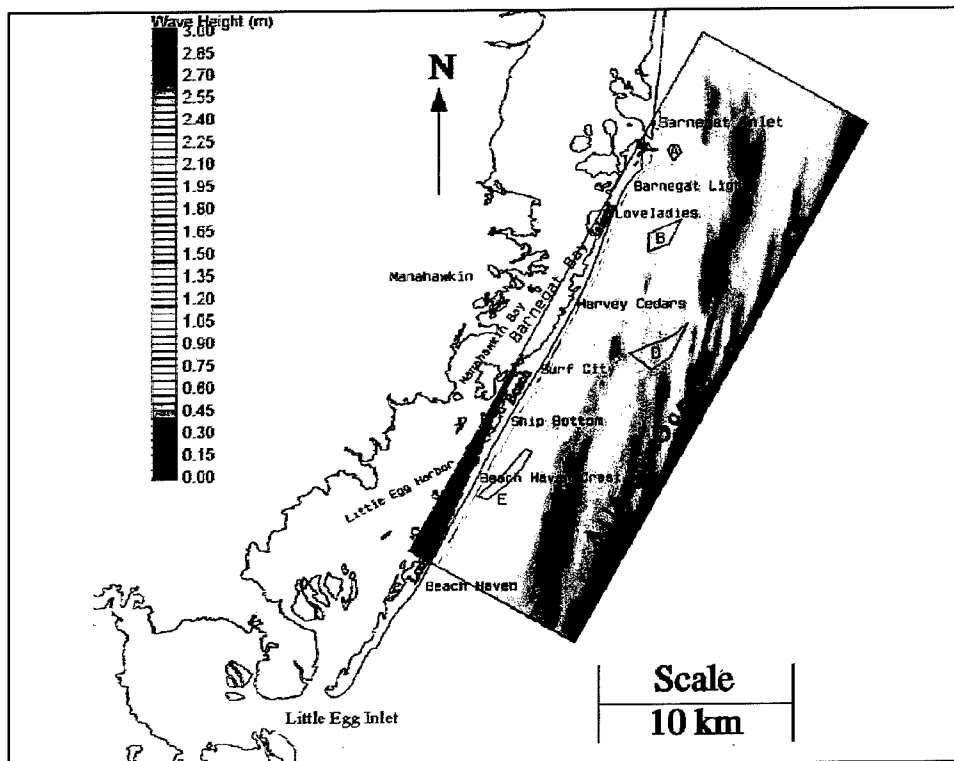 Wave Height (m)
3.00
2.85
2.70
2.55
2.40
2.25
2.10
1.95
1.80
1.65
1.50
1.35
1.20
1.05
0.90
0.75
0.60
0.45
0.30
0.15
0.00
N
Barnegat Inlet
A
Barnegat Lig
Loveladies
B
Barnegat Bay
Manahawkin
Harvey Cedars
Manahawkin Bay
D
Surf City
Ship Bottom
Little Egg Harbor
Beach Haven Crest
E
Beach Haven
Little Egg Inlet
Scale
10 km